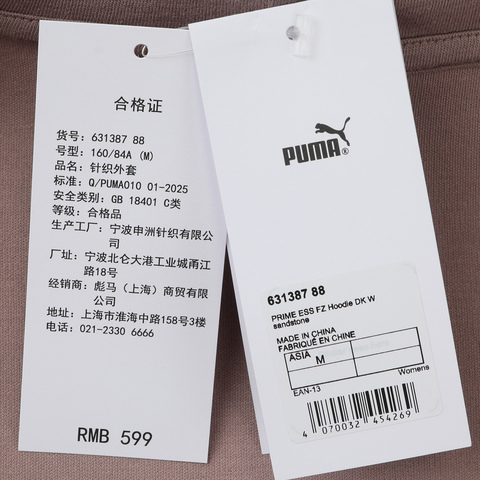 合格证
货号: 631387 88
号型: 160/84A (M)
品名: 针织外套
标准: Q/PUMA010 01-2025
安全类别: GB 18401 C类
等级: 合格品
生产工厂: 宁波申洲针织有限公
司
厂址: 宁波北仑大港工业城甬江
路18号
经销商: 彪马（上海）商贸有限
公司
地址: 上海市淮海中路158号3楼
电话: 021-2330 6666
RMB 599
PUMA
631387 88
PRIME ESS FZ Hoodie DK W
sandstone
MADE IN CHINA
FABRIQUÉ EN CHINE
ASIA M
Womens
EAN-13
4 070032 454269